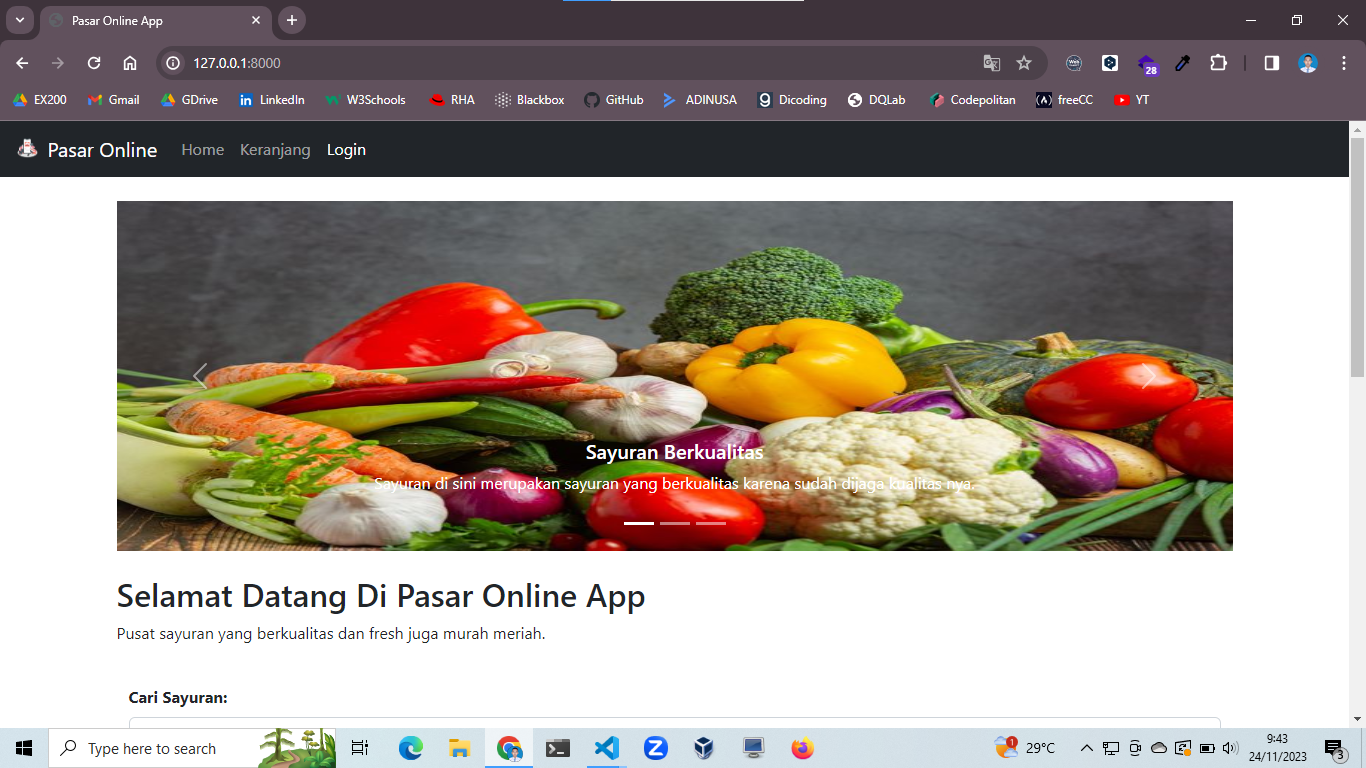 Pasar Online App
127.0.0.1:8000
28
EX200 Gmail GDrive LinkedIn W3Schools RHA Blackbox GitHub ADINUSA Dicoding DQLab Codepolitan freeCC YT
Pasar Online Home Keranjang Login
Sayuran Berkualitas
Sayuran di sini merupakan sayuran yang berkualitas karena sudah dijaga kualitas nya.
Selamat Datang Di Pasar Online App
Pusat sayuran yang berkualitas dan fresh juga murah meriah.
Cari Sayuran:
Type here to search
1 29°C
9:43
24/11/2023
3